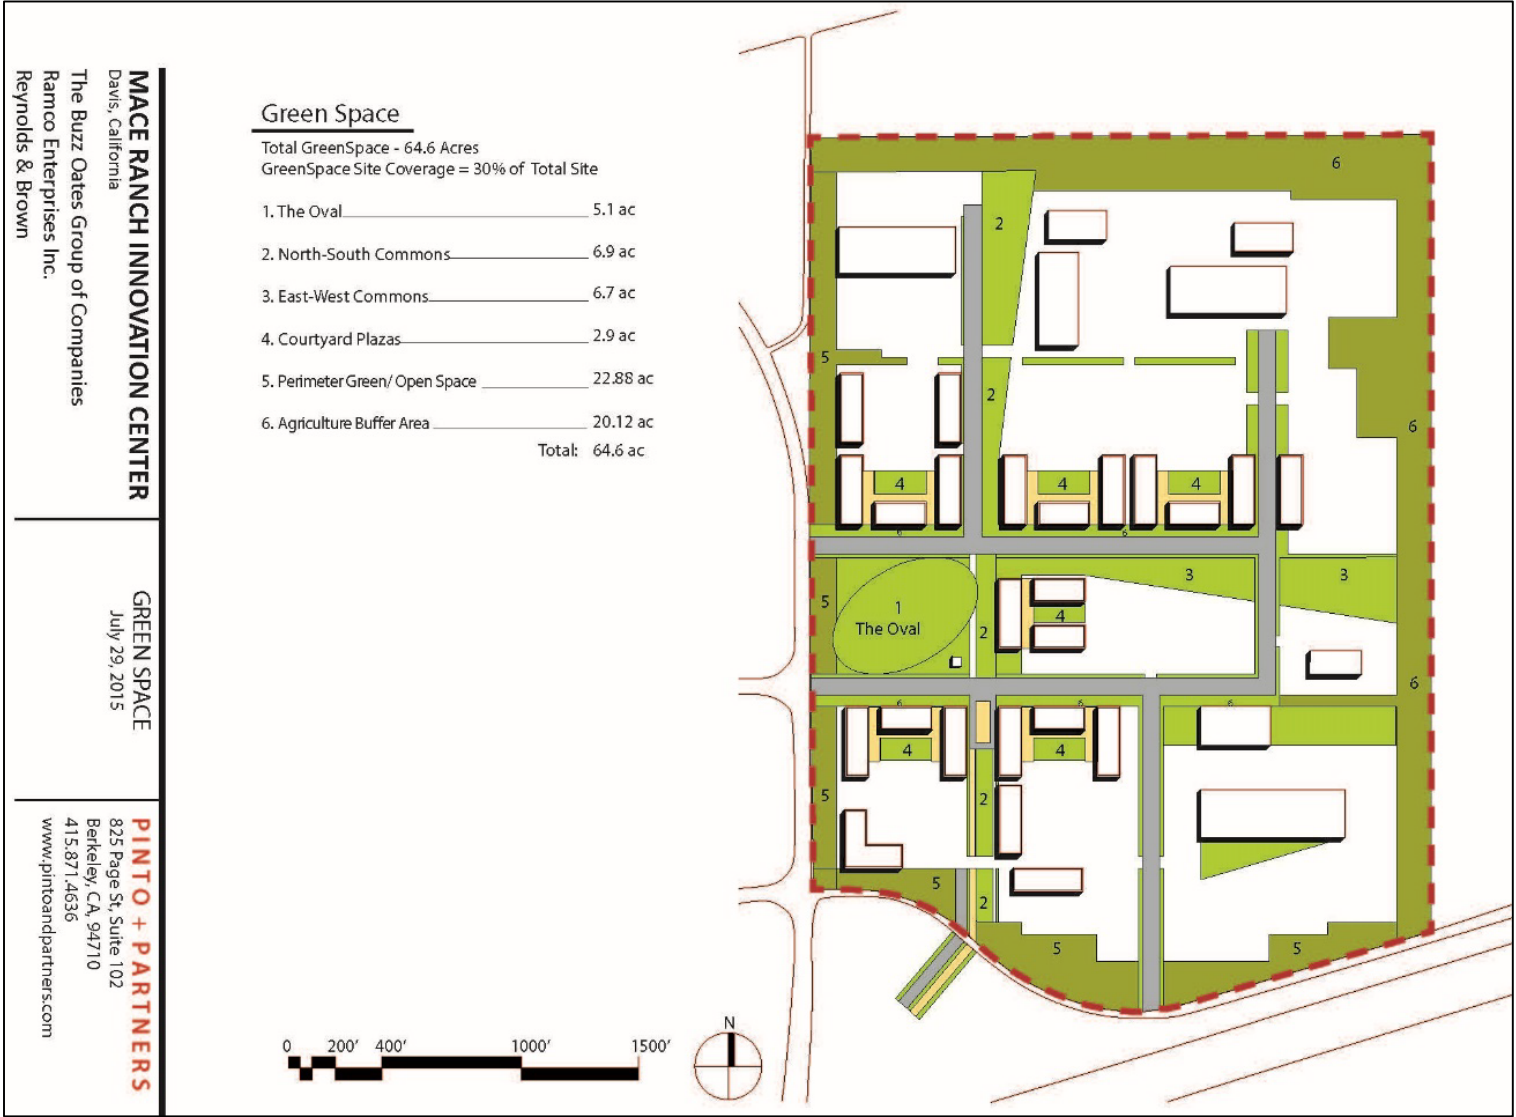 MACE RANCH INNOVATION CENTER
Davis, California
The Buzz Oates Group of Companies
Ramco Enterprises Inc.
Reynolds & Brown
GREEN SPACE
July 29, 2015
PINTO + PARTNERS
825 Page St, Suite 102
Berkeley, CA, 94710
415.871.4636
www.pintoandpartners.com
Green Space
Total GreenSpace - 64.6 Acres
GreenSpace Site Coverage = 30% of Total Site
1. The Oval 5.1 ac
2. North-South Commons 6.9 ac
3. East-West Commons 6.7 ac
4. Courtyard Plazas 2.9 ac
5. Perimeter Green/ Open Space 22.88 ac
6. Agriculture Buffer Area 20.12 ac
Total: 64.6 ac
6
2
5
2
6
4
4
4
6
6
3
3
5
1
The Oval
2
4
6
6
6
6
4
4
5
2
5
2
5
5
0 200' 400' 1000' 1500'
N